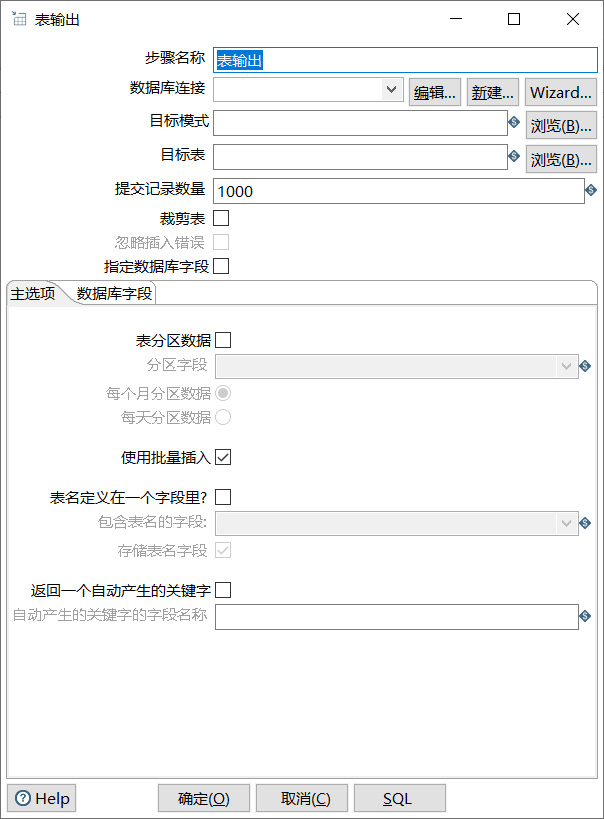 表输出
步骤名称 表输出
数据库连接 编辑... 新建... Wizard...
目标模式 浏览(B)...
目标表 浏览(B)...
提交记录数量 1000
裁剪表
忽略插入错误
指定数据库字段
主选项 数据库字段
表分区数据
分区字段
每个月分区数据
每天分区数据
使用批量插入
表名定义在一个字段里?
包含表名的字段:
存储表名字段
返回一个自动产生的关键字
自动产生的关键字的字段名称
Help 确定(O) 取消(C) SQL